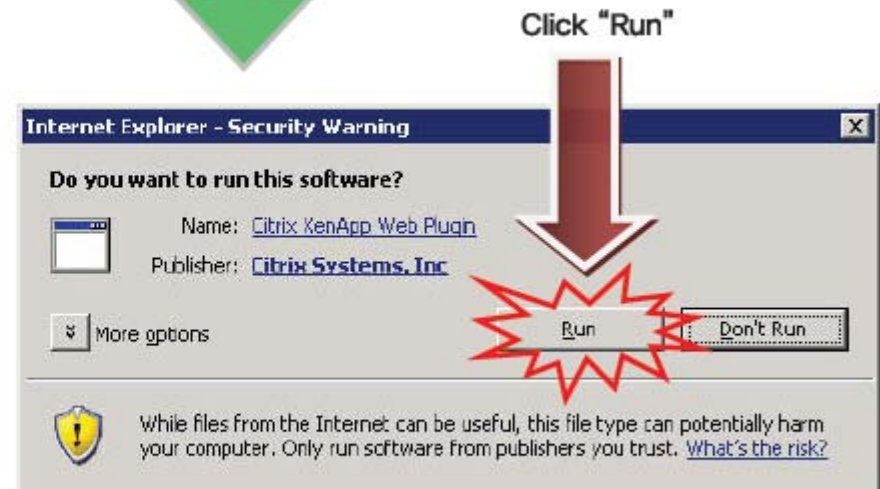 Click “Run”
Internet Explorer - Security Warning
Do you want to run this software?
Name: Citrix XenApp Web Plugin
Publisher: Citrix Systems, Inc
More options
Run
Don't Run
While files from the Internet can be useful, this file type can potentially harm
your computer. Only run software from publishers you trust. What's the risk?